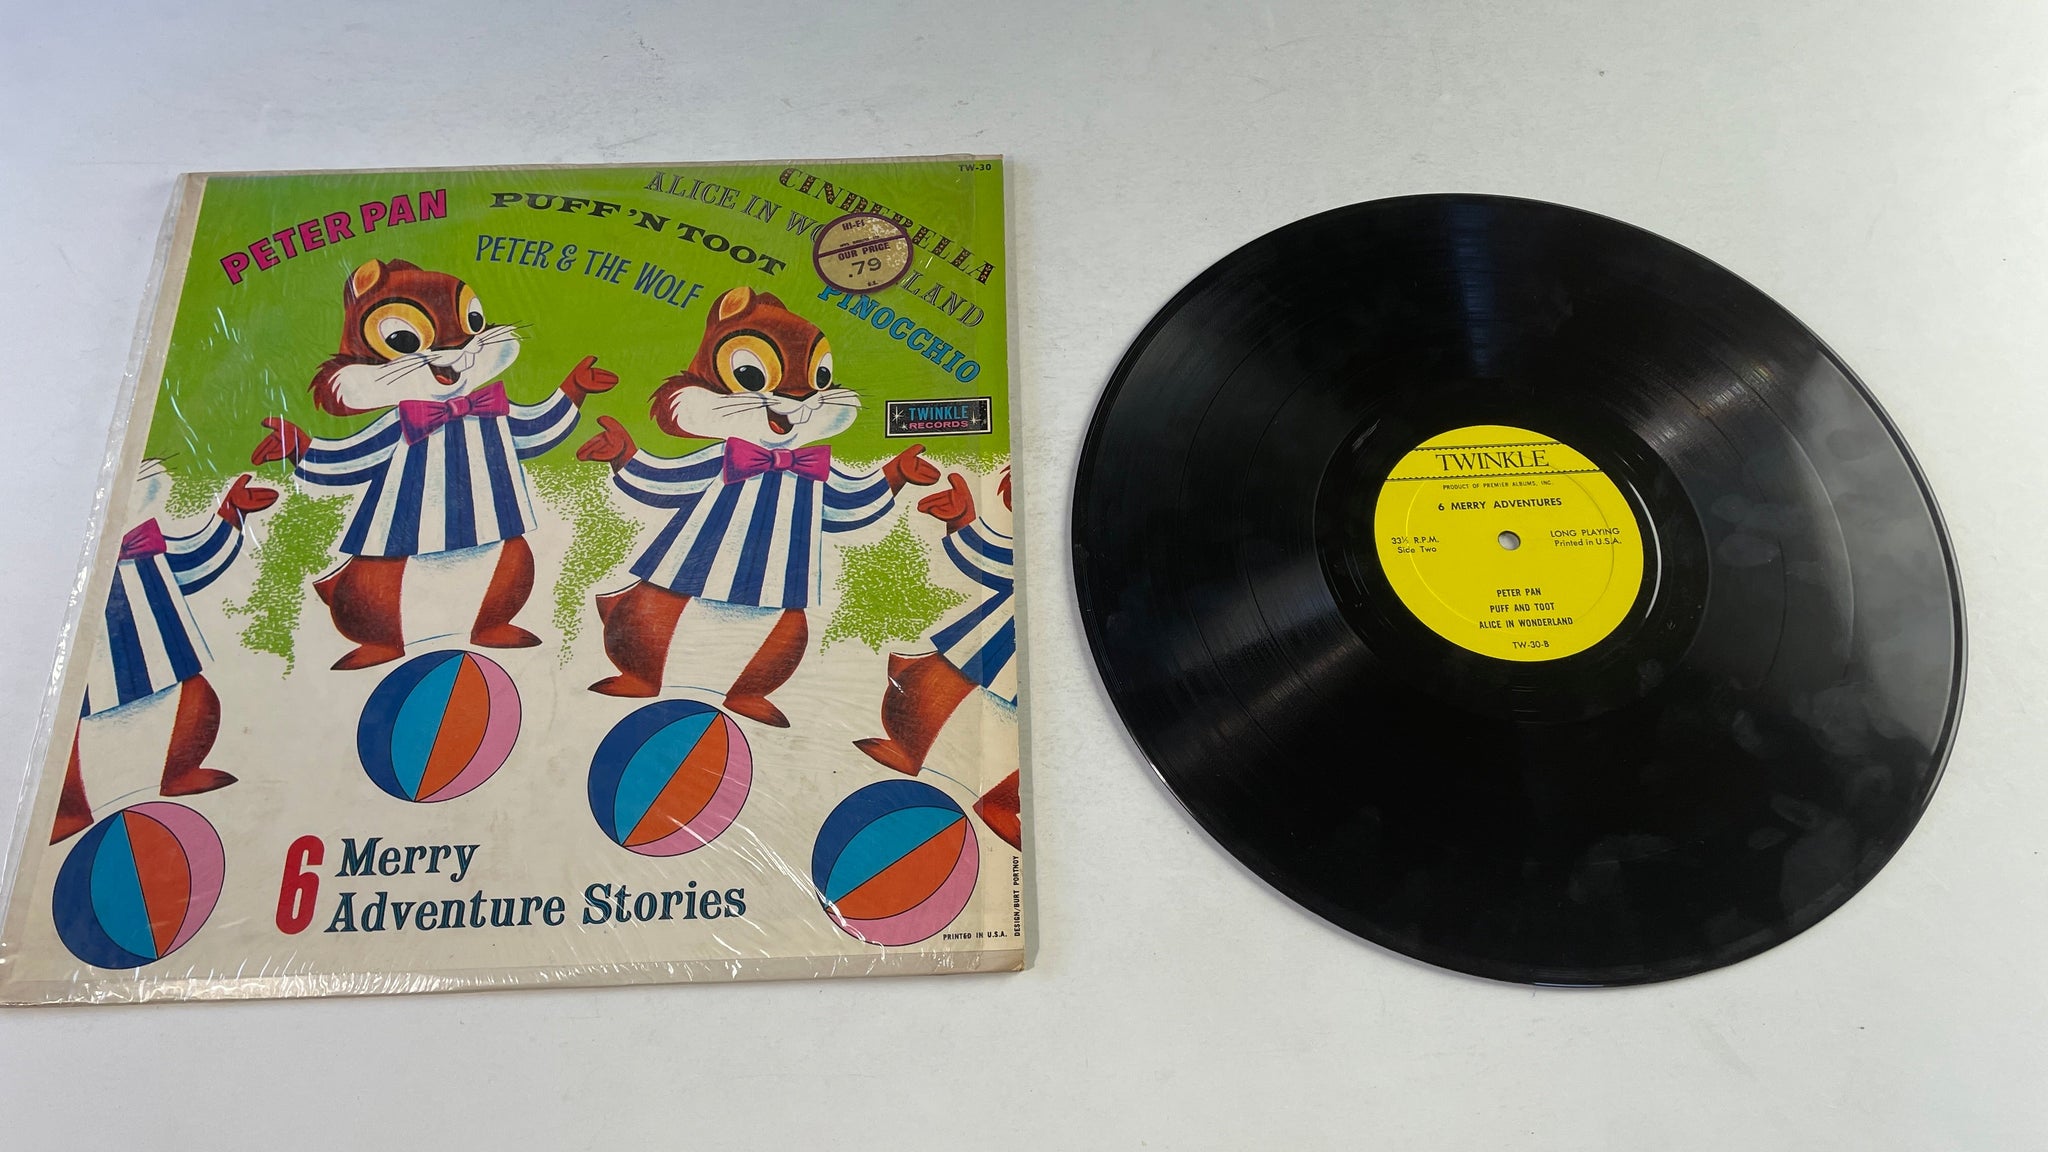 TW-30
PETER PAN
PUFF 'N TOOT
ALICE IN WO LAND
CINDERELLA
PETER & THE WOLF
PINOCCHIO
HI-FI
OUR PRICE
.79
TWINKLE
RECORDS
6 Merry
Adventure Stories
PRINTED IN U.S.A.
DESIGN/BURT PORTNOY
TWINKLE
PRODUCT OF PREMIER ALBUMS, INC.
6 MERRY ADVENTURES
33⅓ R.P.M.
Side Two
LONG PLAYING
Printed in U.S.A.
PETER PAN
PUFF AND TOOT
ALICE IN WONDERLAND
TW-30-B